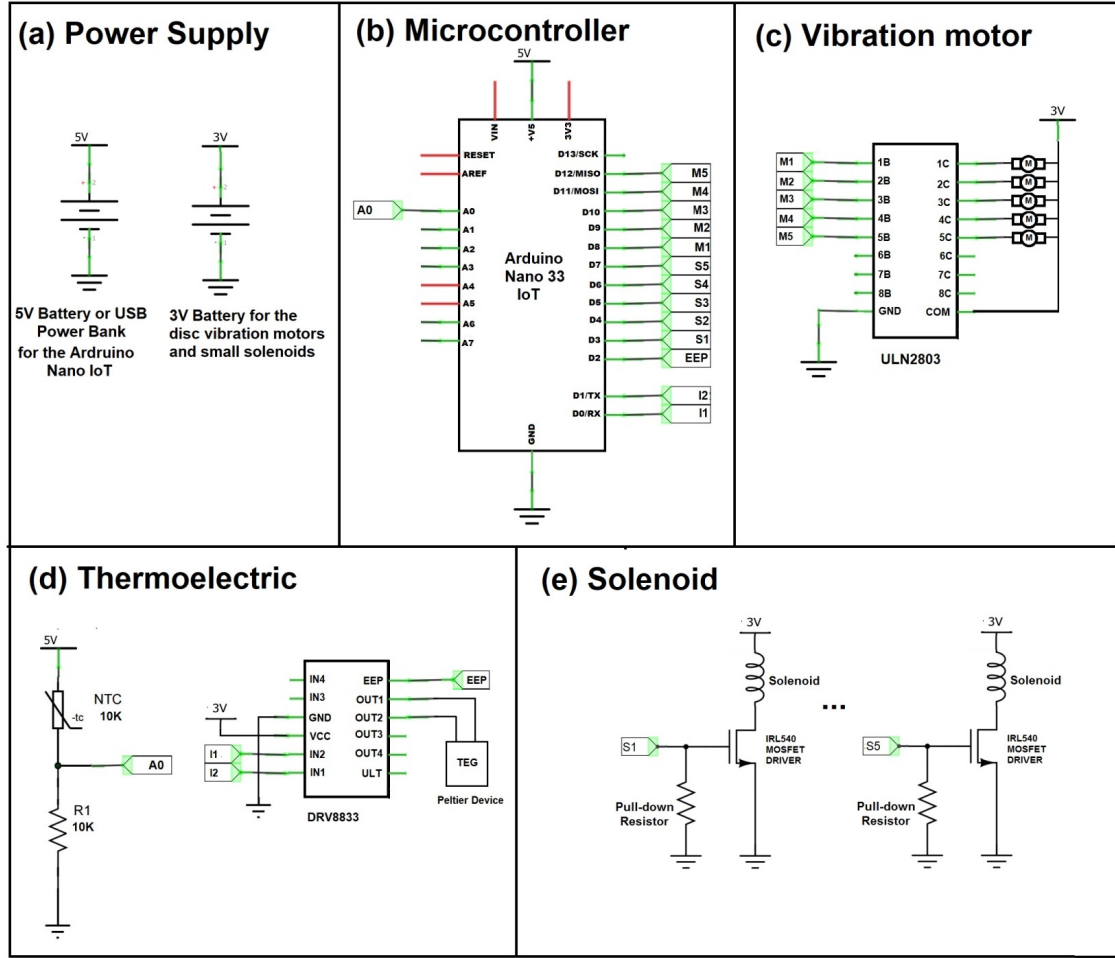 (a) Power Supply
5V
3V
+
2
+
2
-
1
-
1
5V Battery or USB
Power Bank
for the Ardruino
Nano IoT
3V Battery for the
disc vibration motors
and small solenoids
(b) Microcontroller
5V
VIN
+V5
3V3
RESET
AREF
A0
A0
A1
A2
A3
A4
A5
A6
A7
Arduino
Nano 33
IoT
D13/SCK
D12/MISO
M5
D11/MOSI
M4
D10
M3
D9
M2
D8
M1
D7
S5
D6
S4
D5
S3
D4
S2
D3
S1
D2
EEP
D1/TX
I2
D0/RX
I1
GND
(c) Vibration motor
3V
M1
1B
1C
M
M2
2B
2C
M
M3
3B
3C
M
M4
4B
4C
M
M5
5B
5C
M
6B
6C
7B
7C
8B
8C
GND
COM
ULN2803
(d) Thermoelectric
5V
NTC
-tc
10K
A0
R1
10K
IN4
EEP
EEP
IN3
OUT1
GND
OUT2
3V
VCC
OUT3
I1
IN2
OUT4
I2
IN1
ULT
TEG
Peltier Device
DRV8833
(e) Solenoid
3V
Solenoid
S1
IRL540
MOSFET
DRIVER
Pull-down
Resistor
...
3V
Solenoid
S5
IRL540
MOSFET
DRIVER
Pull-down
Resistor